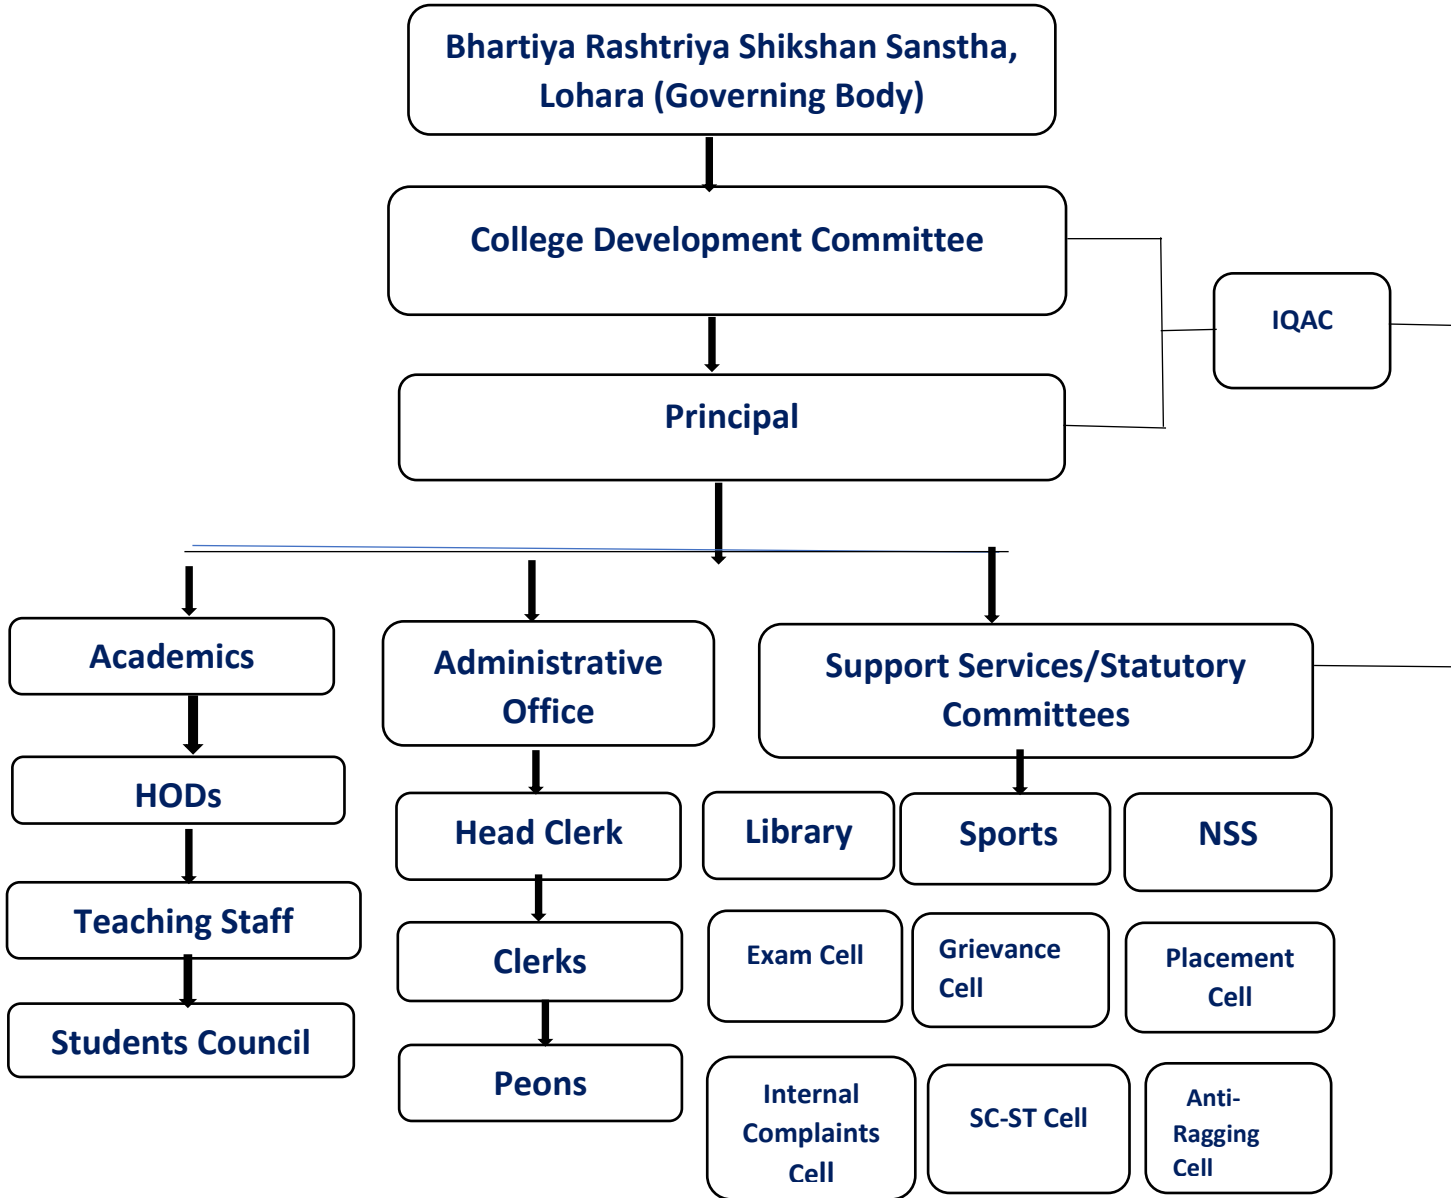 Bhartiya Rashtriya Shikshan Sanstha,
Lohara (Governing Body)
College Development Committee
IQAC
Principal
Academics
Administrative
Office
Support Services/Statutory
Committees
HODs
Head Clerk
Library
Sports
NSS
Teaching Staff
Clerks
Exam Cell
Grievance
Cell
Placement
Cell
Students Council
Peons
Internal
Complaints
Cell
SC-ST Cell
Anti-
Ragging
Cell